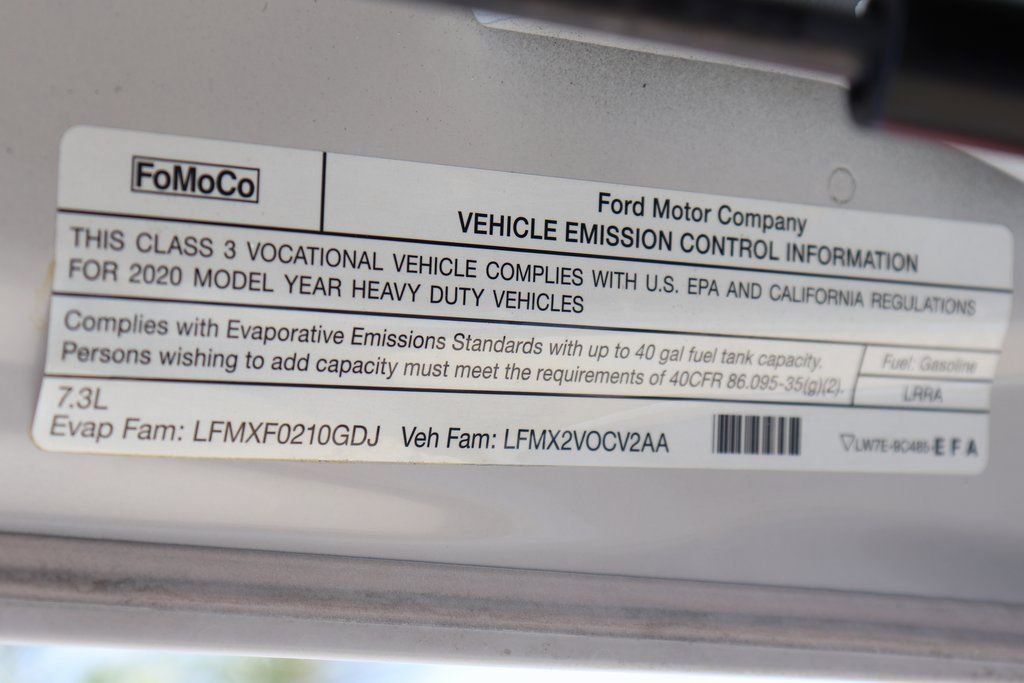 FoMoCo
Ford Motor Company
VEHICLE EMISSION CONTROL INFORMATION
THIS CLASS 3 VOCATIONAL VEHICLE COMPLIES WITH U.S. EPA AND CALIFORNIA REGULATIONS
FOR 2020 MODEL YEAR HEAVY DUTY VEHICLES
Complies with Evaporative Emissions Standards with up to 40 gal fuel tank capacity.
Persons wishing to add capacity must meet the requirements of 40CFR 86.095-35(g)(2).
Fuel: Gasoline
LRRA
7.3L
Evap Fam: LFMXF0210GDJ Veh Fam: LFMX2VOCV2AA
▽LW7E-9C485-EFA